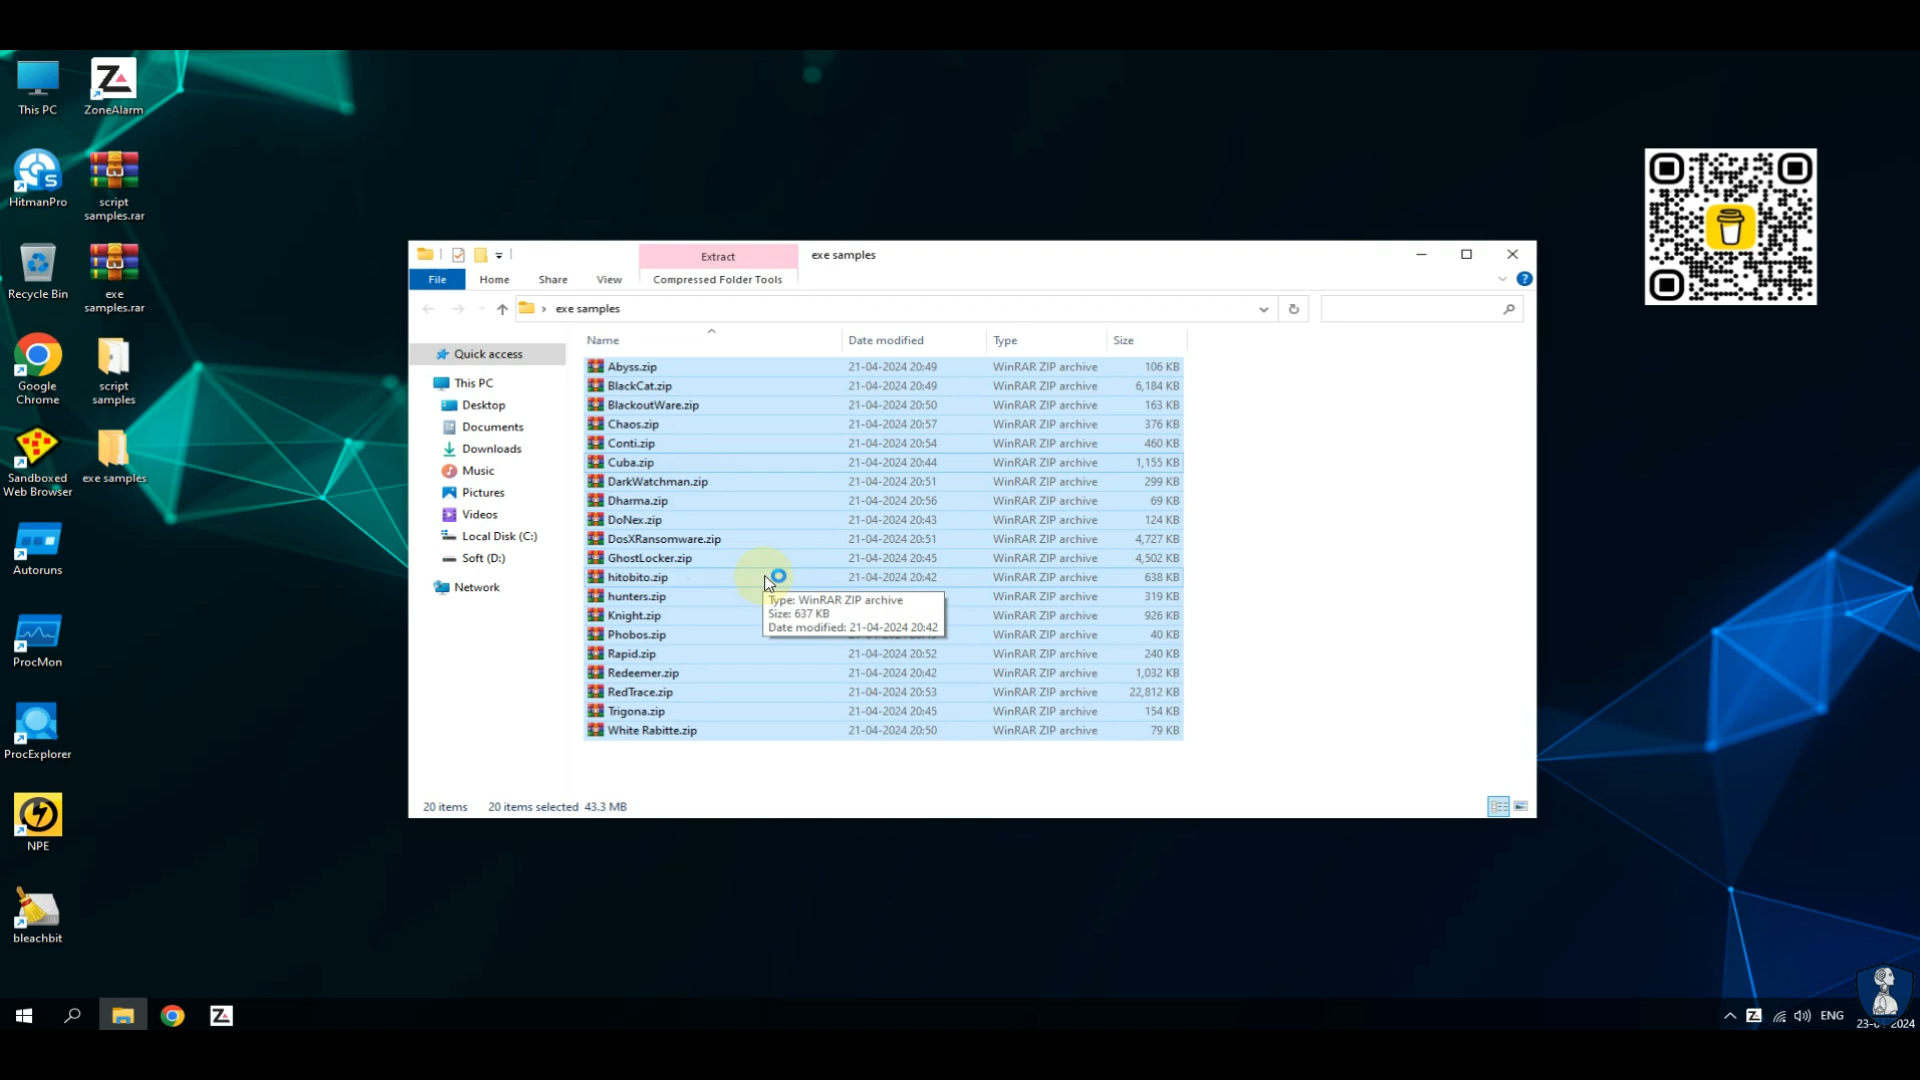 This PC
ZoneAlarm
HitmanPro
script
samples.rar
Recycle Bin
exe
samples.rar
Google
Chrome
script
samples
Sandboxed
Web Browser
exe samples
Autoruns
ProcMon
ProcExplorer
NPE
bleachbit
Extract
exe samples
File
Home
Share
View
Compressed Folder Tools
exe samples
Quick access
This PC
Desktop
Documents
Downloads
Music
Pictures
Videos
Local Disk (C:)
Soft (D:)
Network
Name Date modified Type Size
Abyss.zip 21-04-2024 20:49 WinRAR ZIP archive 106 KB
BlackCat.zip 21-04-2024 20:49 WinRAR ZIP archive 6,184 KB
BlackoutWare.zip 21-04-2024 20:50 WinRAR ZIP archive 163 KB
Chaos.zip 21-04-2024 20:57 WinRAR ZIP archive 376 KB
Conti.zip 21-04-2024 20:54 WinRAR ZIP archive 460 KB
Cuba.zip 21-04-2024 20:44 WinRAR ZIP archive 1,155 KB
DarkWatchman.zip 21-04-2024 20:51 WinRAR ZIP archive 299 KB
Dharma.zip 21-04-2024 20:56 WinRAR ZIP archive 69 KB
DoNex.zip 21-04-2024 20:43 WinRAR ZIP archive 124 KB
DosXRansomware.zip 21-04-2024 20:51 WinRAR ZIP archive 4,727 KB
GhostLocker.zip 21-04-2024 20:45 WinRAR ZIP archive 4,502 KB
hitobito.zip 21-04-2024 20:42 WinRAR ZIP archive 638 KB
hunters.zip WinRAR ZIP archive 319 KB
Knight.zip WinRAR ZIP archive 926 KB
Phobos.zip WinRAR ZIP archive 40 KB
Type: WinRAR ZIP archive
Size: 637 KB
Date modified: 21-04-2024 20:42
Rapid.zip 21-04-2024 20:52 WinRAR ZIP archive 240 KB
Redeemer.zip 21-04-2024 20:42 WinRAR ZIP archive 1,032 KB
RedTrace.zip 21-04-2024 20:53 WinRAR ZIP archive 22,812 KB
Trigona.zip 21-04-2024 20:45 WinRAR ZIP archive 154 KB
White Rabitte.zip 21-04-2024 20:50 WinRAR ZIP archive 79 KB
20 items 20 items selected 43.3 MB
ENG